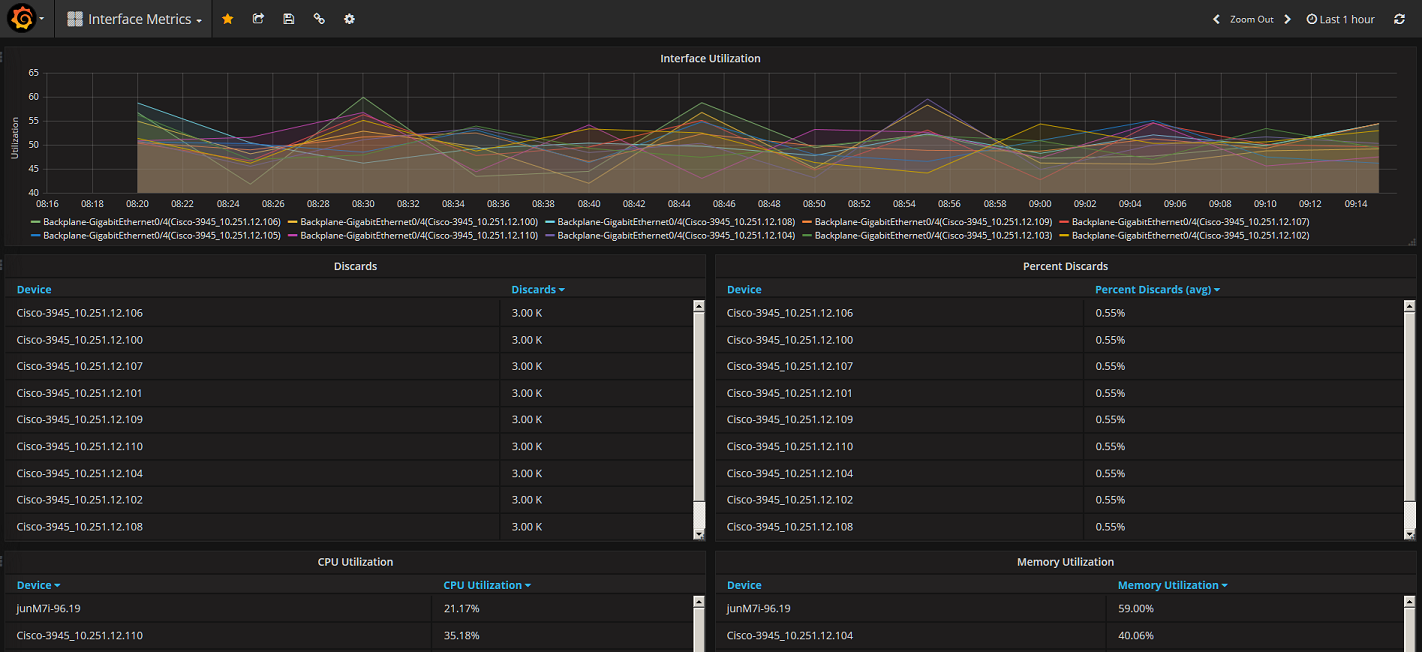 Interface Metrics Zoom Out Last 1 hour
Interface Utilization
65
60
55
50
45
40
Utilization
08:16 08:18 08:20 08:22 08:24 08:26 08:28 08:30 08:32 08:34 08:36 08:38 08:40 08:42 08:44 08:46 08:48 08:50 08:52 08:54 08:56 08:58 09:00 09:02 09:04 09:06 09:08 09:10 09:12 09:14
Backplane-GigabitEthernet0/4(Cisco-3945_10.251.12.106) Backplane-GigabitEthernet0/4(Cisco-3945_10.251.12.100) Backplane-GigabitEthernet0/4(Cisco-3945_10.251.12.108) Backplane-GigabitEthernet0/4(Cisco-3945_10.251.12.109) Backplane-GigabitEthernet0/4(Cisco-3945_10.251.12.107)
Backplane-GigabitEthernet0/4(Cisco-3945_10.251.12.105) Backplane-GigabitEthernet0/4(Cisco-3945_10.251.12.110) Backplane-GigabitEthernet0/4(Cisco-3945_10.251.12.104) Backplane-GigabitEthernet0/4(Cisco-3945_10.251.12.103) Backplane-GigabitEthernet0/4(Cisco-3945_10.251.12.102)
Discards
Device Discards
Cisco-3945_10.251.12.106 3.00 K
Cisco-3945_10.251.12.100 3.00 K
Cisco-3945_10.251.12.107 3.00 K
Cisco-3945_10.251.12.101 3.00 K
Cisco-3945_10.251.12.109 3.00 K
Cisco-3945_10.251.12.110 3.00 K
Cisco-3945_10.251.12.104 3.00 K
Cisco-3945_10.251.12.102 3.00 K
Cisco-3945_10.251.12.108 3.00 K
Percent Discards
Device Percent Discards (avg)
Cisco-3945_10.251.12.106 0.55%
Cisco-3945_10.251.12.100 0.55%
Cisco-3945_10.251.12.107 0.55%
Cisco-3945_10.251.12.101 0.55%
Cisco-3945_10.251.12.109 0.55%
Cisco-3945_10.251.12.110 0.55%
Cisco-3945_10.251.12.104 0.55%
Cisco-3945_10.251.12.102 0.55%
Cisco-3945_10.251.12.108 0.55%
CPU Utilization
Device CPU Utilization
junM7i-96.19 21.17%
Cisco-3945_10.251.12.110 35.18%
Memory Utilization
Device Memory Utilization
junM7i-96.19 59.00%
Cisco-3945_10.251.12.104 40.06%